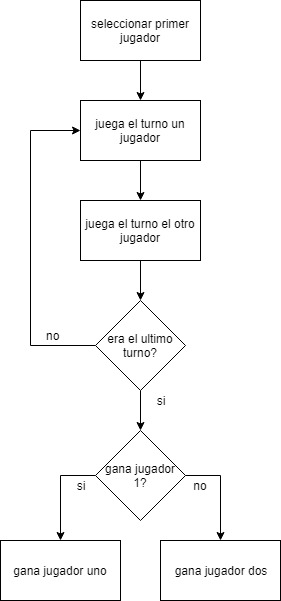 seleccionar primer
jugador
juega el turno un
jugador
juega el turno el otro
jugador
era el ultimo
turno?
no
si
gana jugador
1?
si
no
gana jugador uno
gana jugador dos